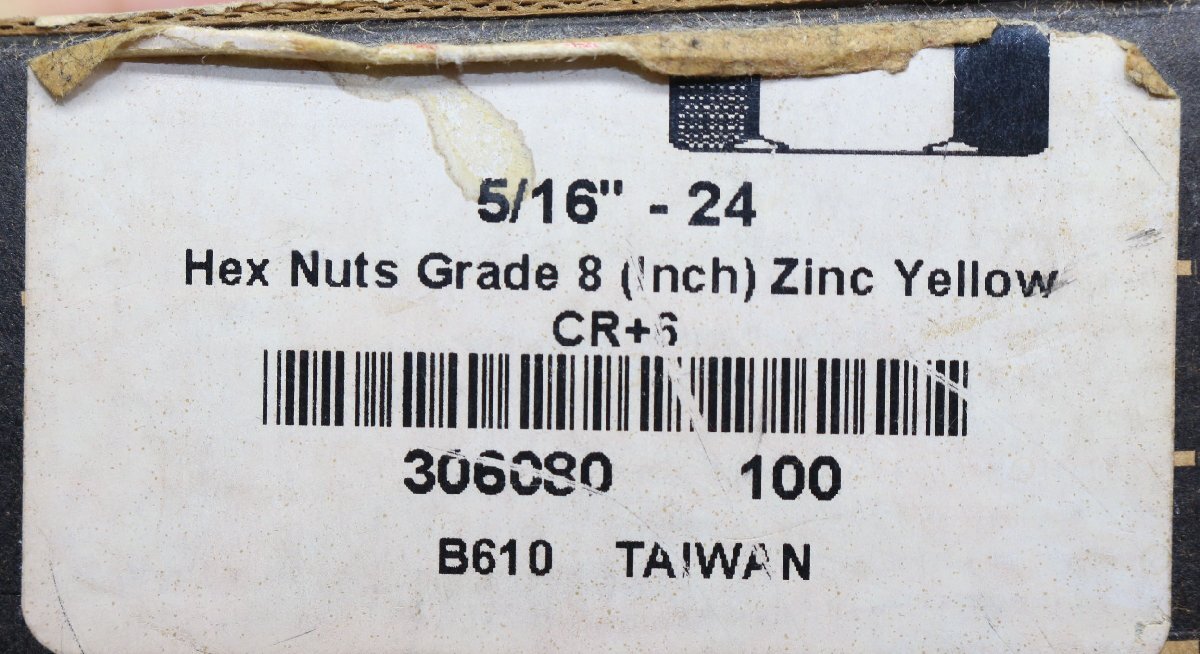 5/16" - 24
Hex Nuts Grade 8 (Inch) Zinc Yellow
CR+6
306080 100
B610 TAIWAN